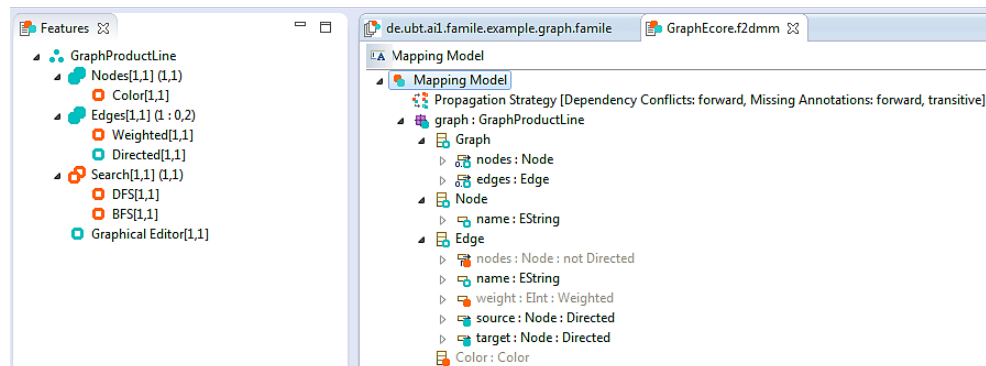 Features
GraphProductLine
Nodes[1,1] (1,1)
Color[1,1]
Edges[1,1] (1 : 0,2)
Weighted[1,1]
Directed[1,1]
Search[1,1] (1,1)
DFS[1,1]
BFS[1,1]
Graphical Editor[1,1]
de.ubt.ai1.famile.example.graph.famile GraphEcore.f2dmm
Mapping Model
Mapping Model
Propagation Strategy [Dependency Conflicts: forward, Missing Annotations: forward, transitive]
graph : GraphProductLine
Graph
nodes : Node
edges : Edge
Node
name : EString
Edge
nodes : Node : not Directed
name : EString
weight : EInt : Weighted
source : Node : Directed
target : Node : Directed
Color : Color